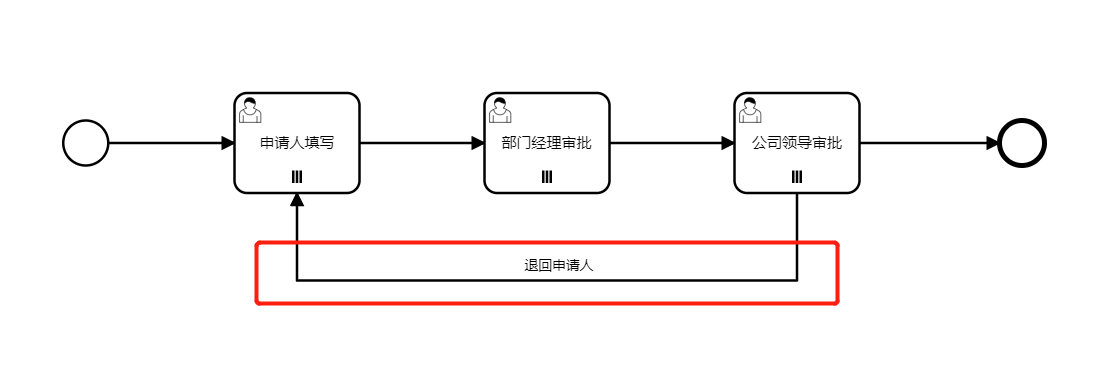 申请人填写
部门经理审批
公司领导审批
退回申请人